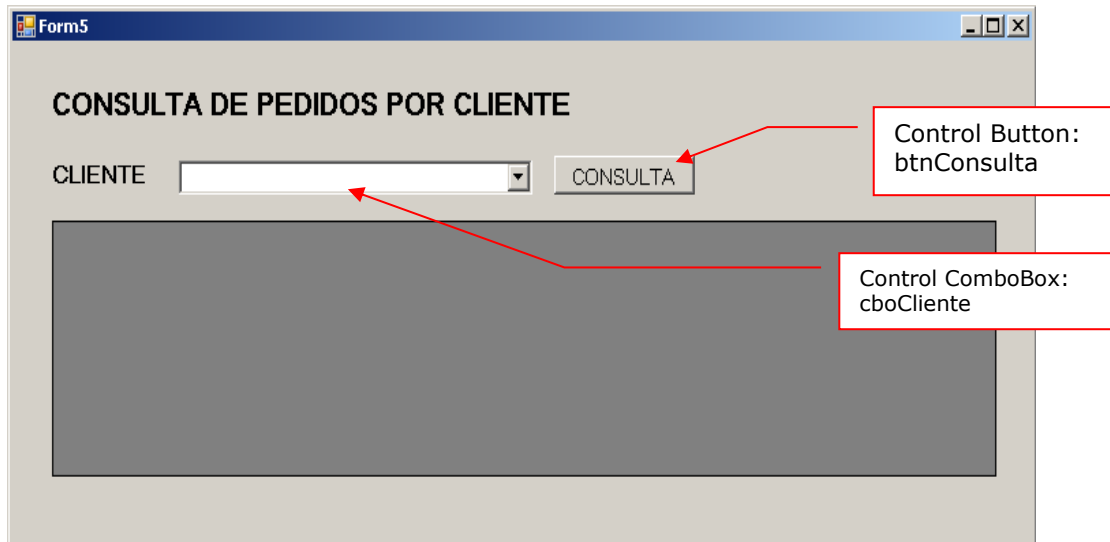 Form5
CONSULTA DE PEDIDOS POR CLIENTE
Control Button:
btnConsulta
CLIENTE
CONSULTA
Control ComboBox:
cboCliente